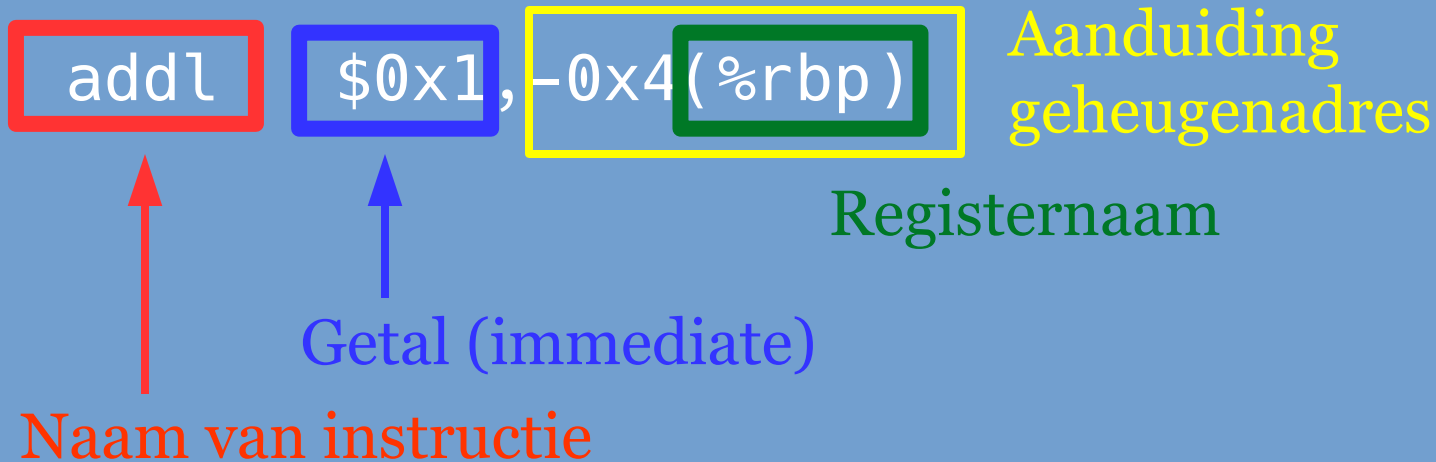 addl $0x1,-0x4(%rbp)
Aanduiding
geheugenadres
Registernaam
Getal (immediate)
Naam van instructie